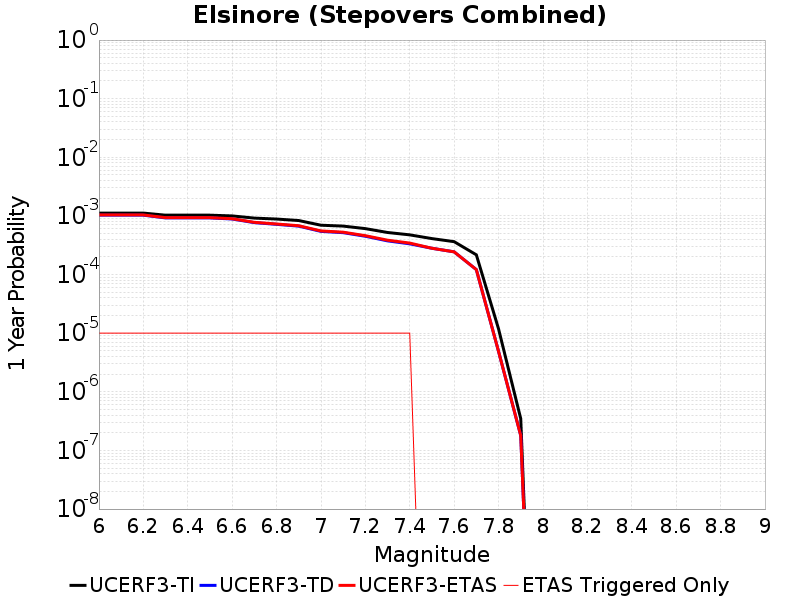 Elsinore (Stepovers Combined)
10^0
10^-1
10^-2
10^-3
10^-4
10^-5
10^-6
10^-7
10^-8
1 Year Probability
6 6.2 6.4 6.6 6.8 7 7.2 7.4 7.6 7.8 8 8.2 8.4 8.6 8.8 9
Magnitude
UCERF3-TI UCERF3-TD UCERF3-ETAS ETAS Triggered Only